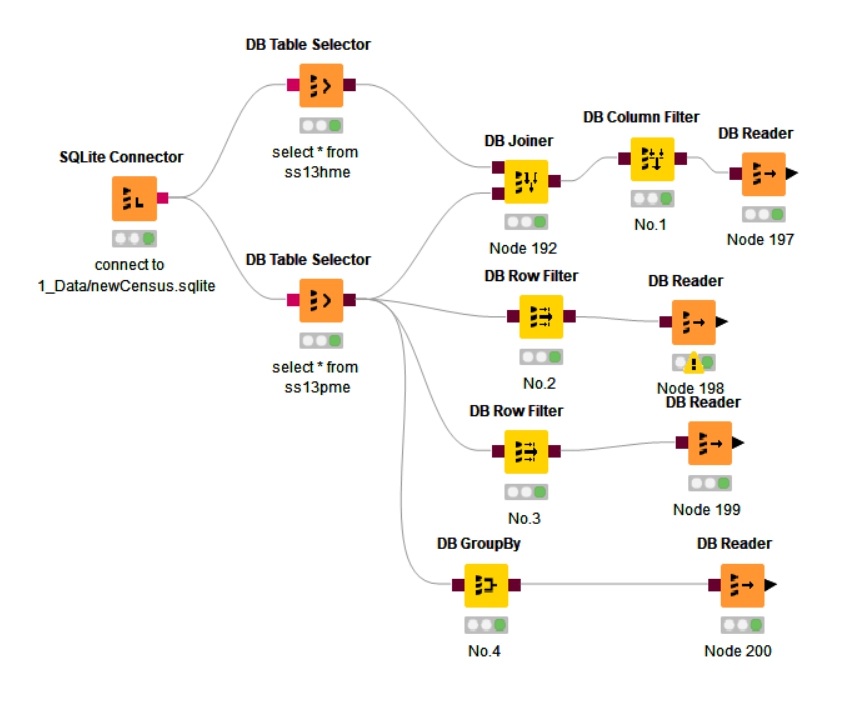 DB Table Selector
select * from
ss13hme
SQLite Connector
connect to
1_Data/newCensus.sqlite
DB Table Selector
select * from
ss13pme
DB Joiner
Node 192
DB Column Filter
No.1
DB Reader
Node 197
DB Row Filter
No.2
DB Reader
Node 198
DB Row Filter
No.3
DB Reader
Node 199
DB GroupBy
No.4
DB Reader
Node 200